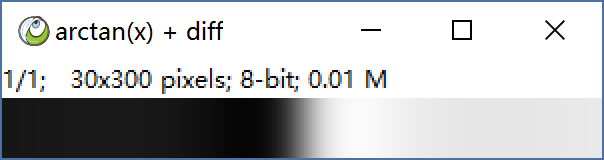 arctan(x) + diff
1/1; 30x300 pixels; 8-bit; 0.01 M